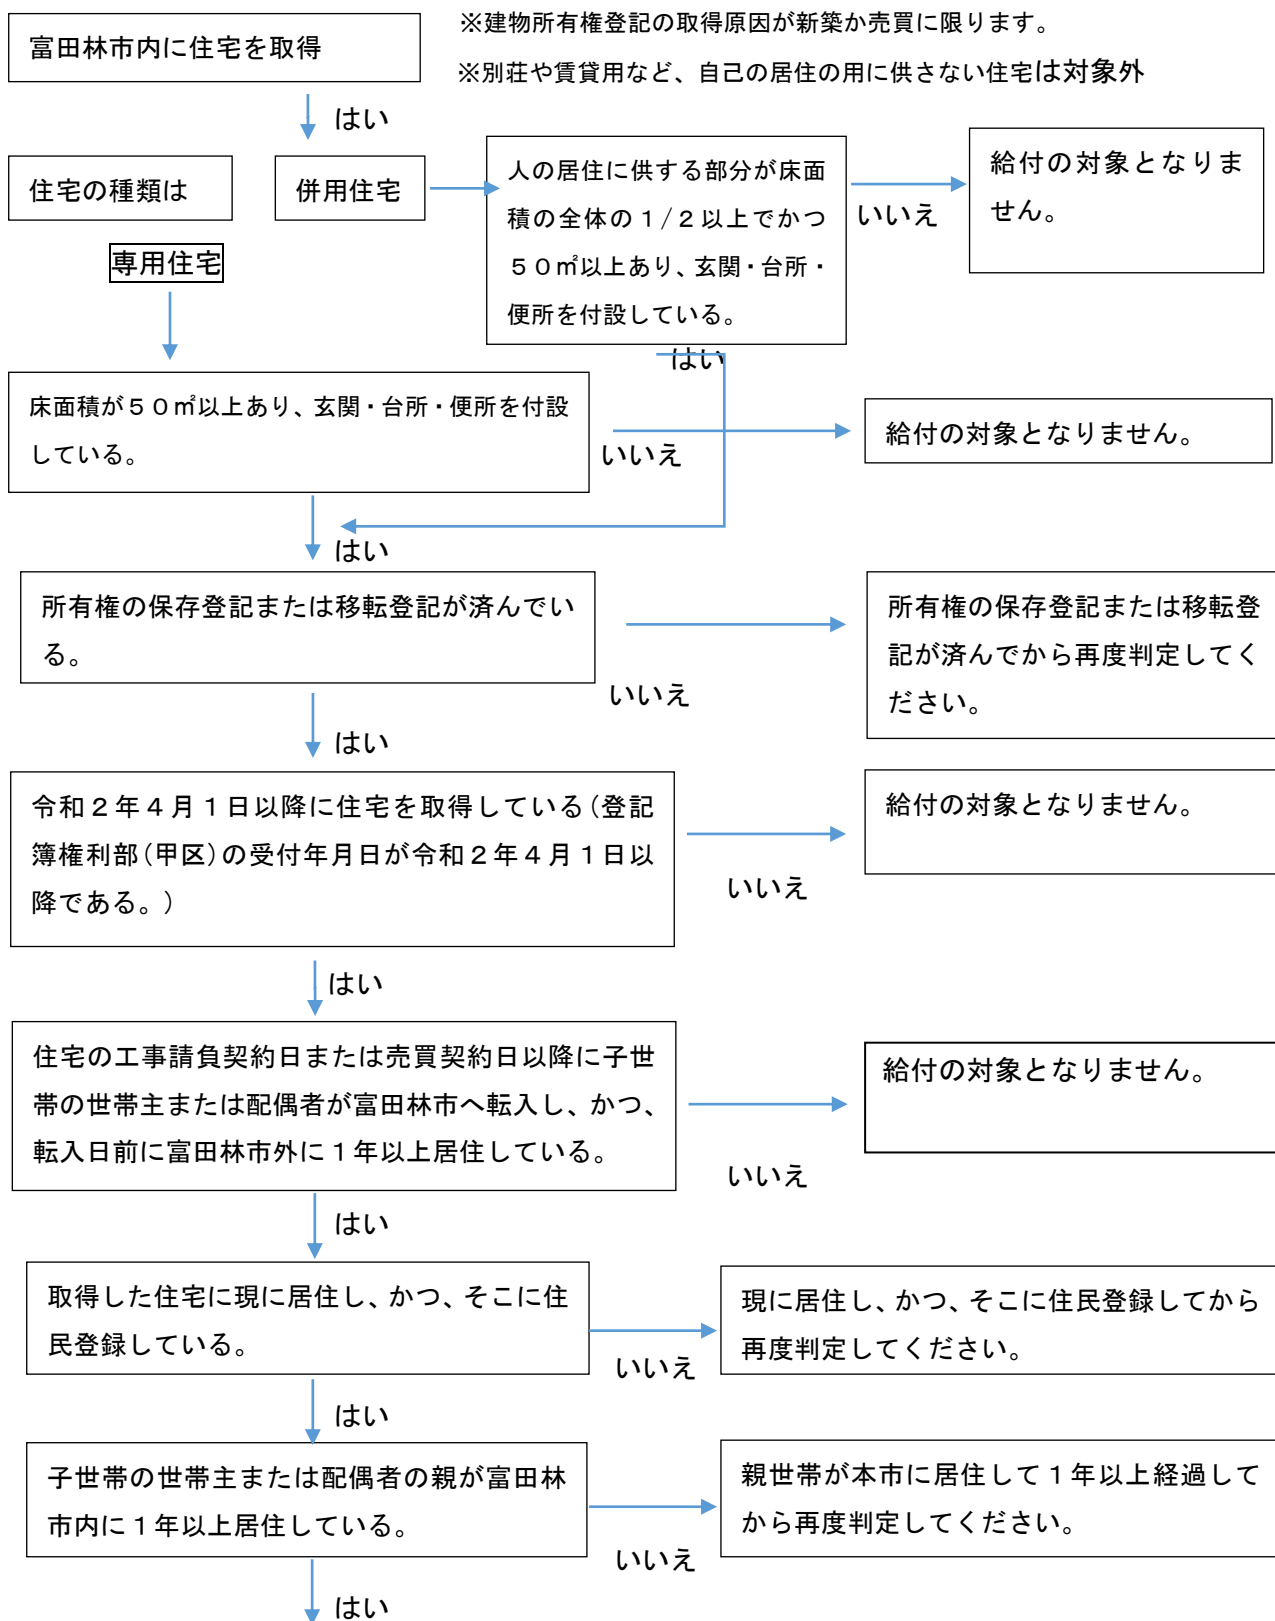 ※建物所有権登記の取得原因が新築か売買に限ります。
富田林市内に住宅を取得
※別荘や賃貸用など、自己の居住の用に供さない住宅は対象外
はい
住宅の種類は
併用住宅
人の居住に供する部分が床面
積の全体の１/２以上でかつ
５０㎡以上あり、玄関・台所・
便所を付設している。
いいえ
給付の対象となりま
せん。
専用住宅
はい
床面積が５０㎡以上あり、玄関・台所・便所を付設
している。
いいえ
給付の対象となりません。
はい
所有権の保存登記または移転登記が済んでい
る。
いいえ
所有権の保存登記または移転登
記が済んでから再度判定してく
ださい。
はい
令和２年４月１日以降に住宅を取得している（登記
簿権利部（甲区）の受付年月日が令和２年４月１日以
降である。）
いいえ
給付の対象となりません。
はい
住宅の工事請負契約日または売買契約日以降に子世
帯の世帯主または配偶者が富田林市へ転入し、かつ、
転入日前に富田林市外に１年以上居住している。
いいえ
給付の対象となりません。
はい
取得した住宅に現に居住し、かつ、そこに住
民登録している。
いいえ
現に居住し、かつ、そこに住民登録してから
再度判定してください。
はい
子世帯の世帯主または配偶者の親が富田林
市内に１年以上居住している。
いいえ
親世帯が本市に居住して１年以上経過して
から再度判定してください。
はい